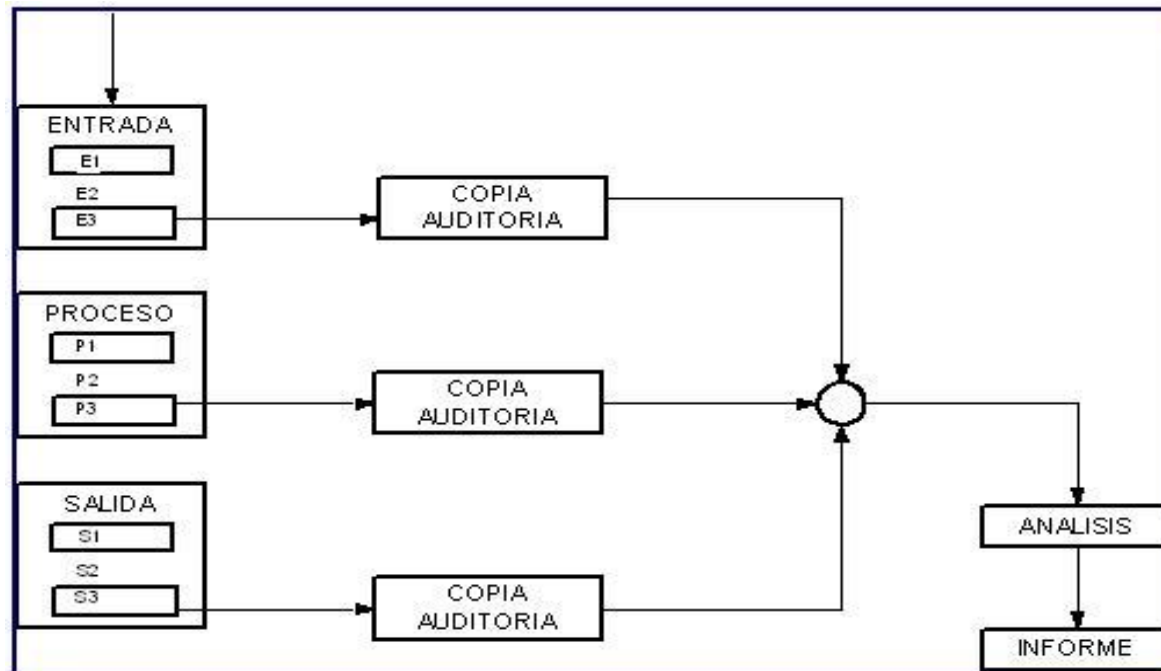 ENTRADA
E1
E2
E3
COPIA
AUDITORIA
PROCESO
P1
P2
P3
COPIA
AUDITORIA
SALIDA
S1
S2
S3
COPIA
AUDITORIA
ANALISIS
INFORME